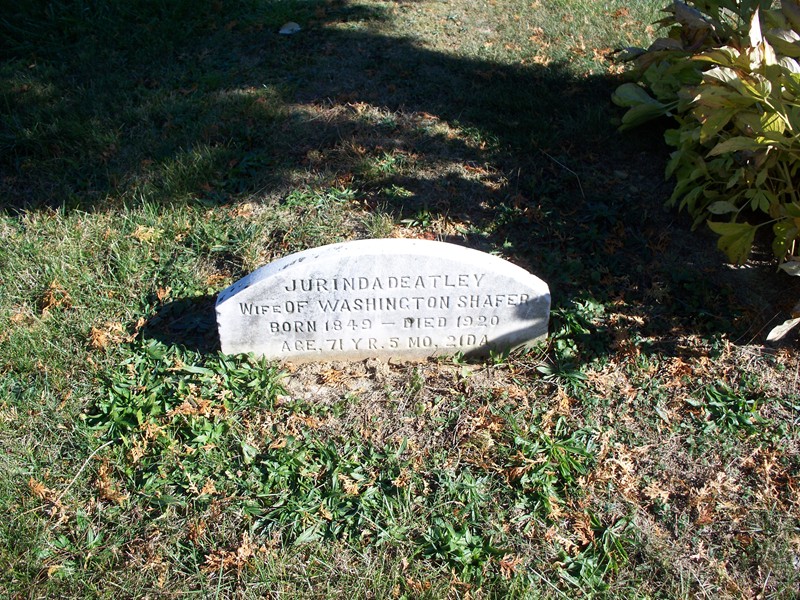 JURINDA DEATLEY
WIFE OF WASHINGTON SHAFER
BORN 1849 — DIED 1920
AGE. 71 YR. 5 MO. 21 DA